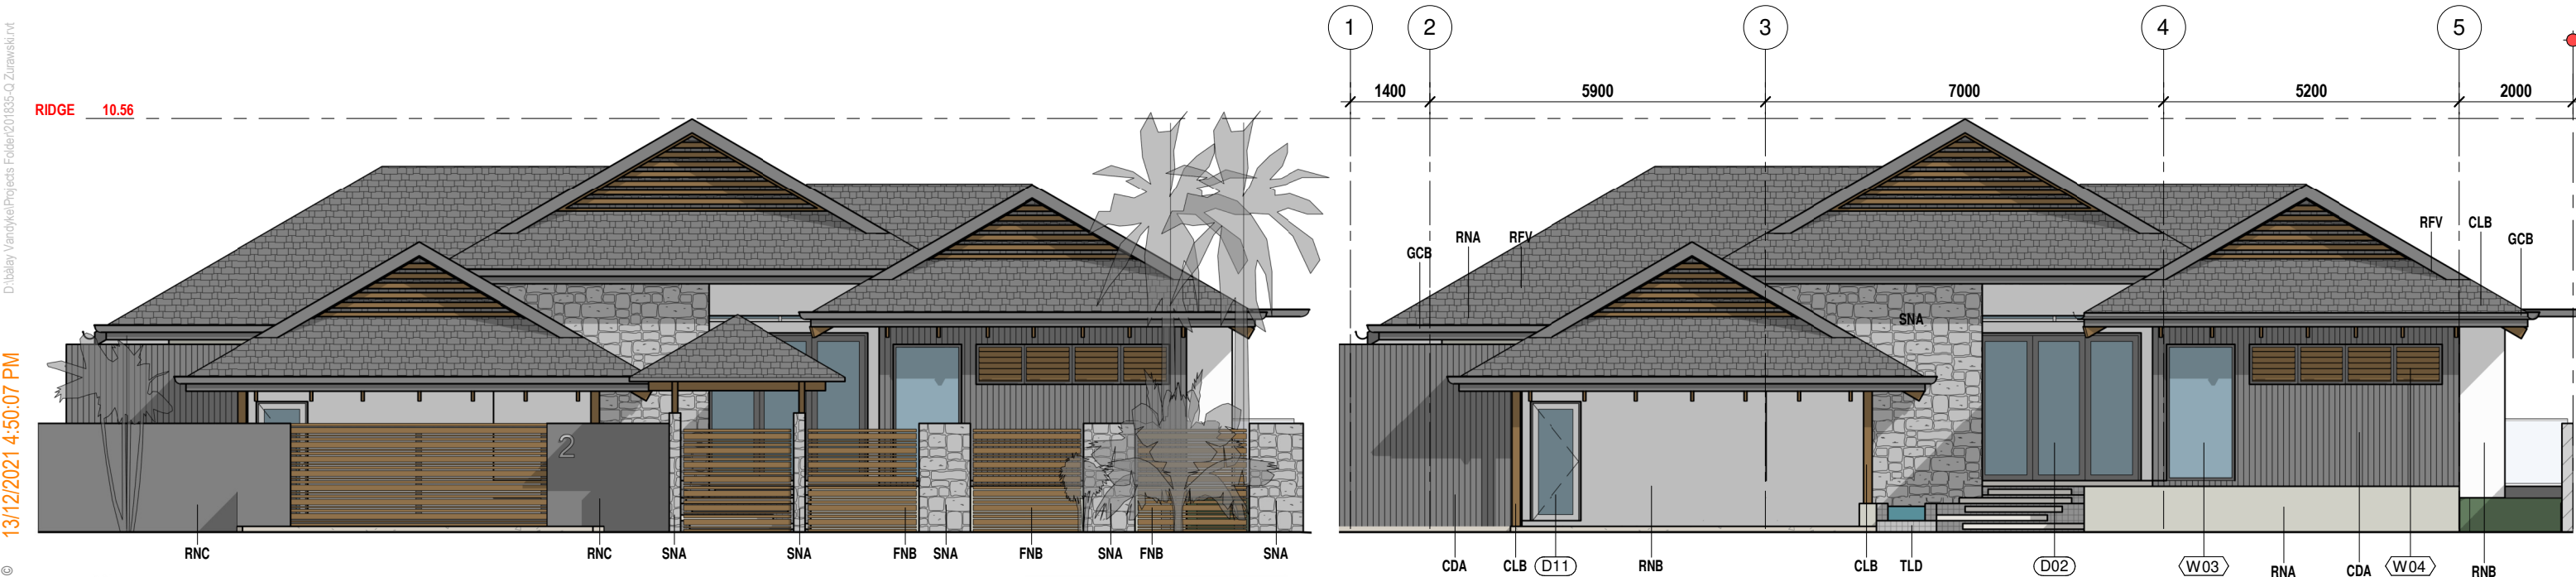 D:\balay Vandyke\Projects Folder\201835-Q Zurawski.rvt
13/12/2021 4:50:07 PM
©
RIDGE 10.56
2
RNC RNC SNA SNA FNB SNA FNB SNA FNB SNA
1 2 3 4 5
1400 5900 7000 5200 2000
GCB RNA RFV
SNA
RFV CLB GCB
CDA CLB D11 RNB CLB TLD D02 W03 RNA CDA W04 RNB